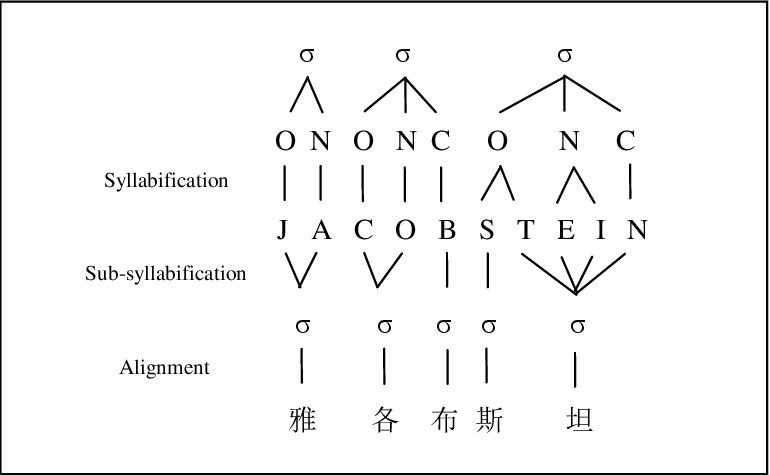 σ σ σ
O N O N C O N C
Syllabification
J A C O B S T E I N
Sub-syllabification
σ σ σ σ σ
Alignment
雅 各 布 斯 坦